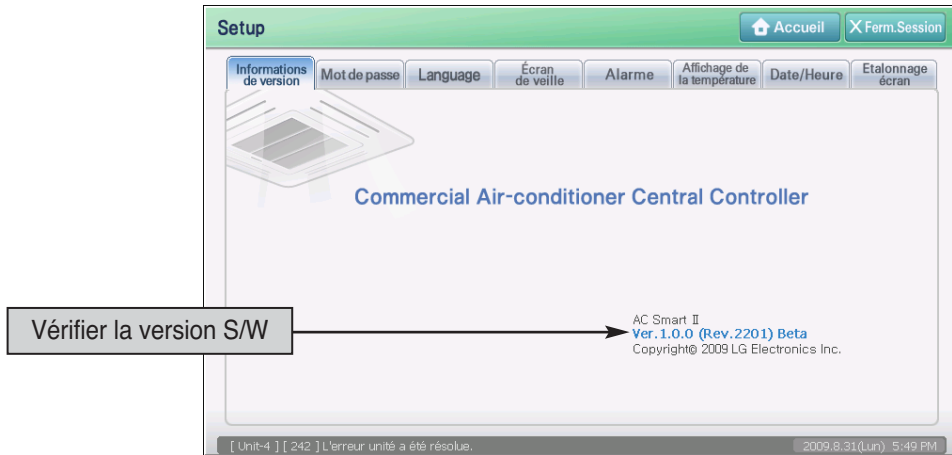 Setup
Accueil
X Ferm.Session
Informations
de version
Mot de passe
Language
Écran
de veille
Alarme
Affichage de
la température
Date/Heure
Etalonnage
écran
Commercial Air-conditioner Central Controller
Vérifier la version S/W
AC Smart II
Ver.1.0.0 (Rev.2201) Beta
Copyright© 2009 LG Electronics Inc.
[ Unit-4 ] [ 242 ] L'erreur unité a été résolue.
2009.8.31(Lun) 5:49 PM